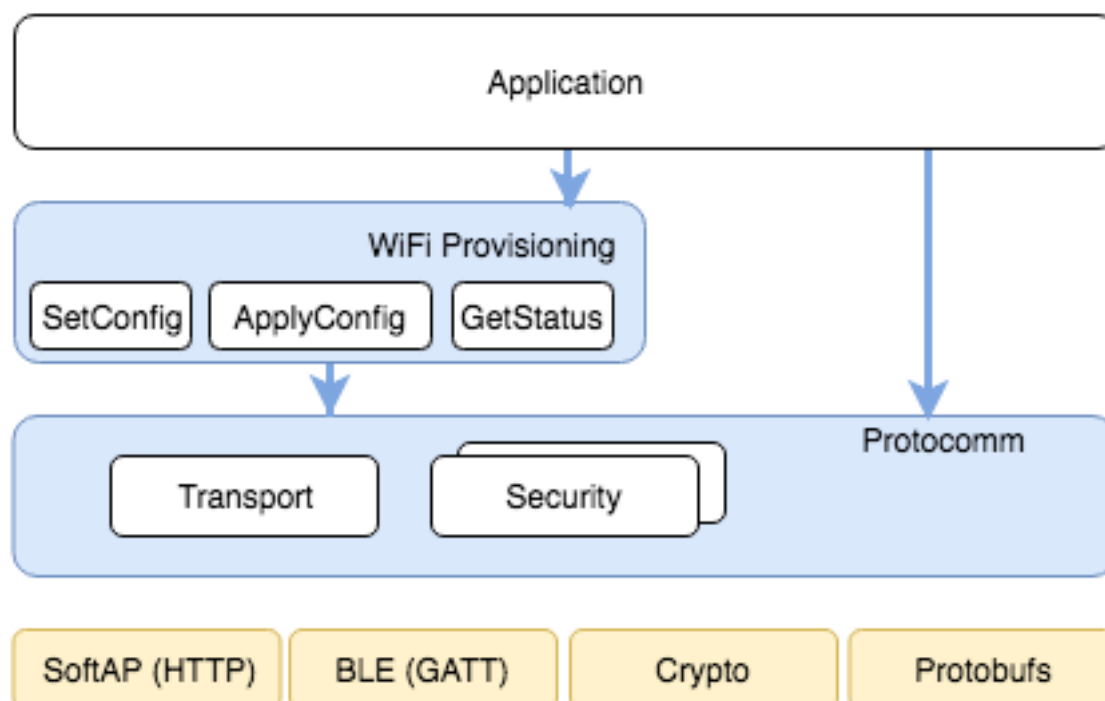 Application
WiFi Provisioning
SetConfig ApplyConfig GetStatus
Protocomm
Transport Security
SoftAP (HTTP) BLE (GATT) Crypto Protobufs